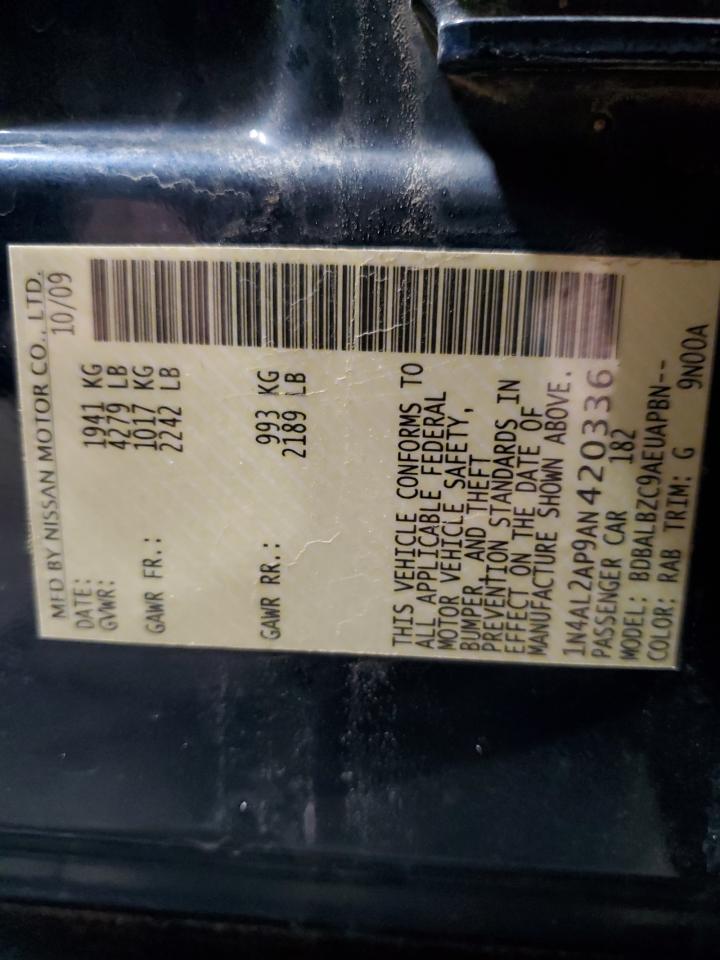 MFD BY NISSAN MOTOR CO., LTD.
DATE: 10/09
GVWR: 1941 KG
4279 LB
GAWR FR.: 1017 KG
2242 LB
GAWR RR.: 993 KG
2189 LB
THIS VEHICLE CONFORMS TO
ALL APPLICABLE FEDERAL
MOTOR VEHICLE SAFETY,
BUMPER, AND THEFT
PREVENTION STANDARDS IN
EFFECT ON THE DATE OF
MANUFACTURE SHOWN ABOVE.
1N4AL2AP9AN420336
PASSENGER CAR 182
MODEL: BDBALBZC9AEUAPBN--
COLOR: RAB TRIM: G 9N00A